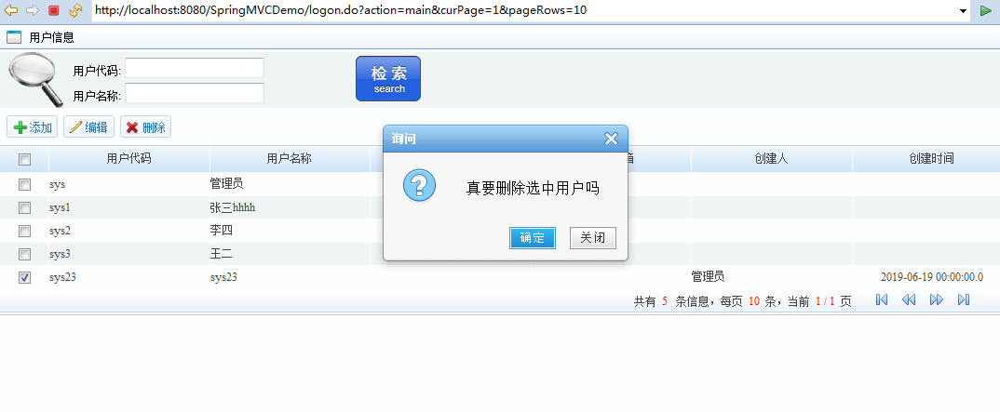 http://localhost:8080/SpringMVCDemo/logon.do?action=main&curPage=1&pageRows=10
用户信息
用户代码:
用户名称:
检 索
search
添加 编辑 删除
询问
真要删除选中用户吗
确定 关闭
用户代码 用户名称 箱 创建人 创建时间
sys 管理员
sys1 张三hhhh
sys2 李四
sys3 王二
sys23 sys23 管理员 2019-06-19 00:00:00.0
共有 5 条信息，每页 10 条，当前 1 / 1 页